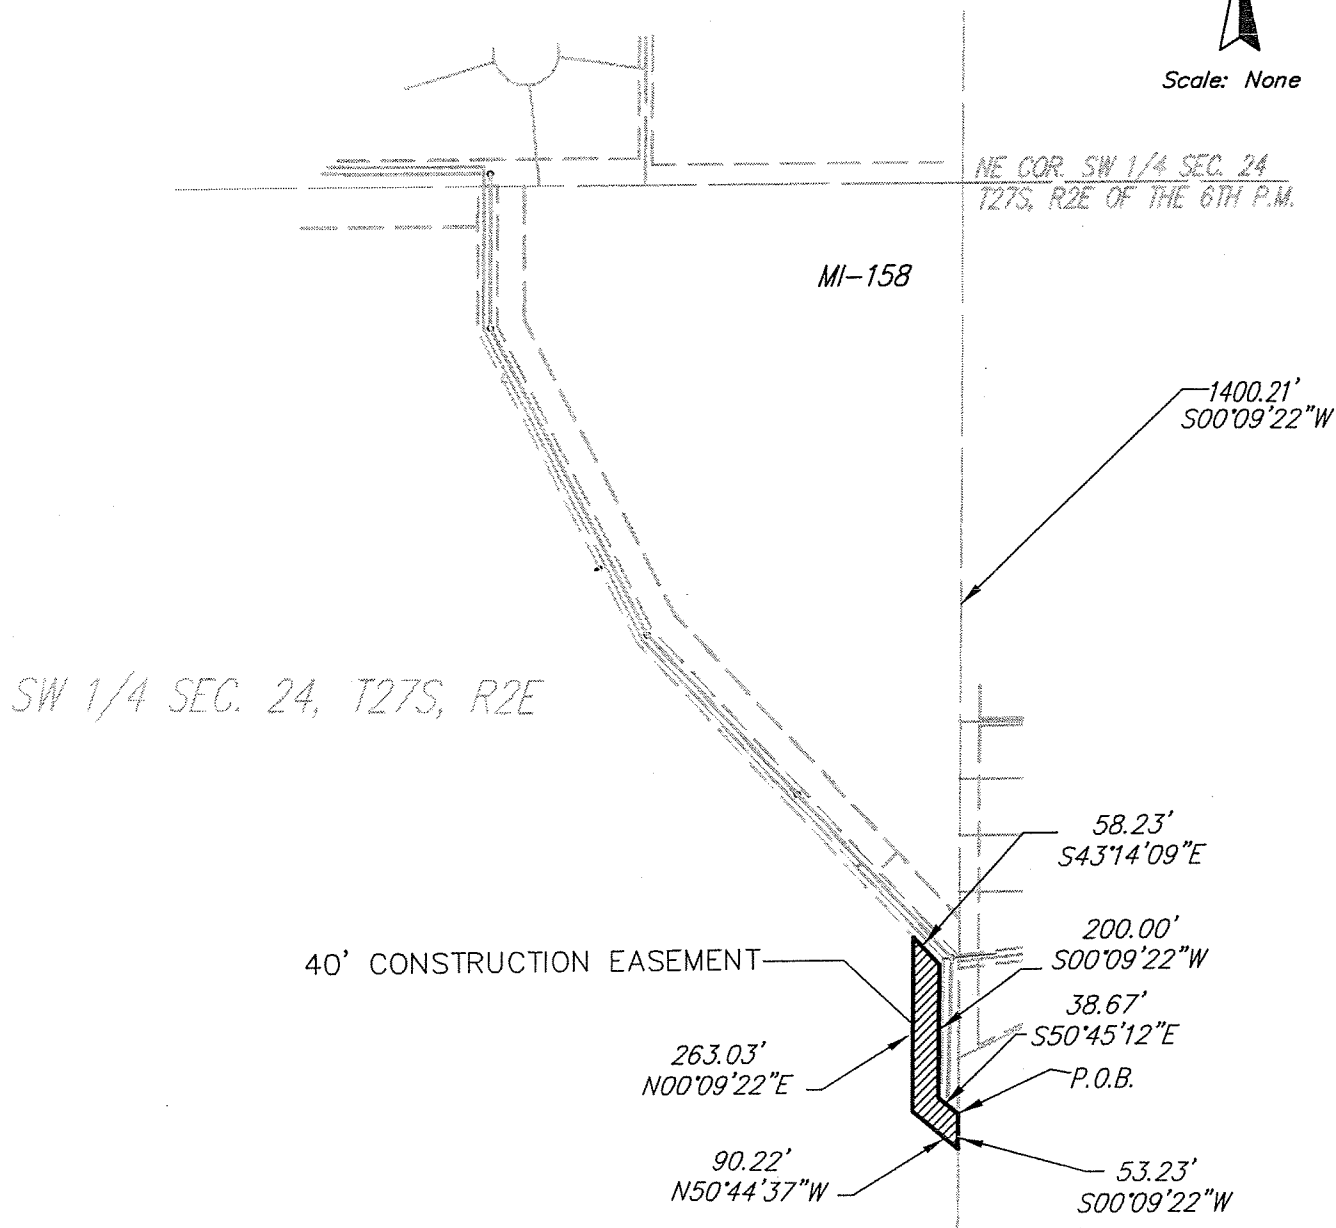 Scale: None
NE COR. SW 1/4 SEC. 24
T27S, R2E OF THE 6TH P.M.
MI-158
1400.21'
S00°09'22"W
SW 1/4 SEC. 24, T27S, R2E
58.23'
S43°14'09"E
200.00'
S00°09'22"W
40' CONSTRUCTION EASEMENT
38.67'
S50°45'12"E
263.03'
N00°09'22"E
P.O.B.
90.22'
N50°44'37"W
53.23'
S00°09'22"W